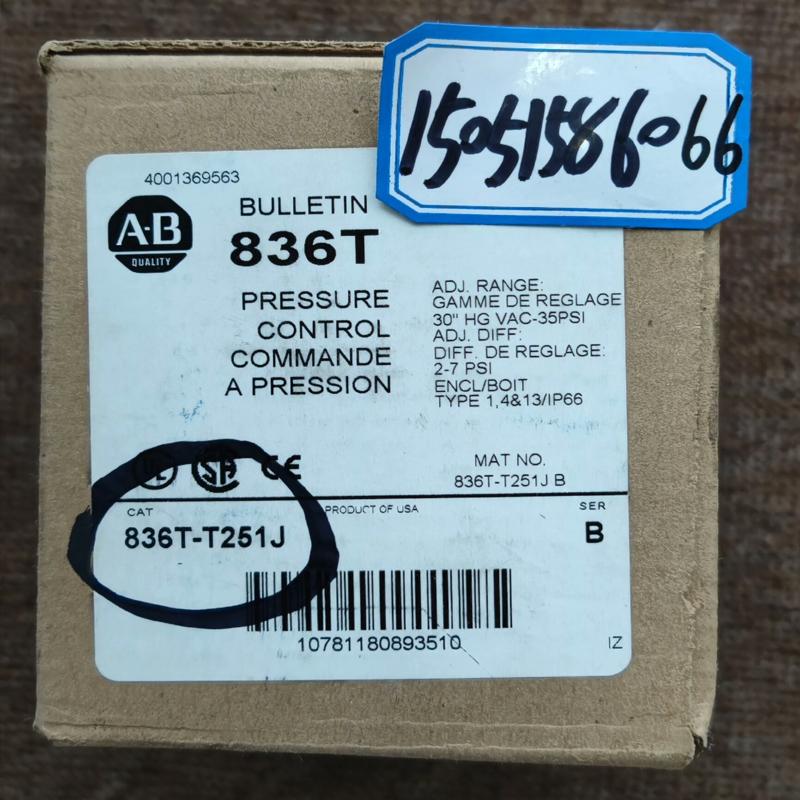 15051586066
4001369563
A-B
QUALITY
BULLETIN
836T
PRESSURE
CONTROL
COMMANDE
A PRESSION
ADJ. RANGE:
GAMME DE REGLAGE
30" HG VAC-35PSI
ADJ. DIFF:
DIFF. DE REGLAGE:
2-7 PSI
ENCL/BOIT
TYPE 1,4&13/IP66
UL
SA
CE
MAT NO.
836T-T251J B
CAT
836T-T251J
PRODUCT OF USA
SER
B
10781180893510
IZ